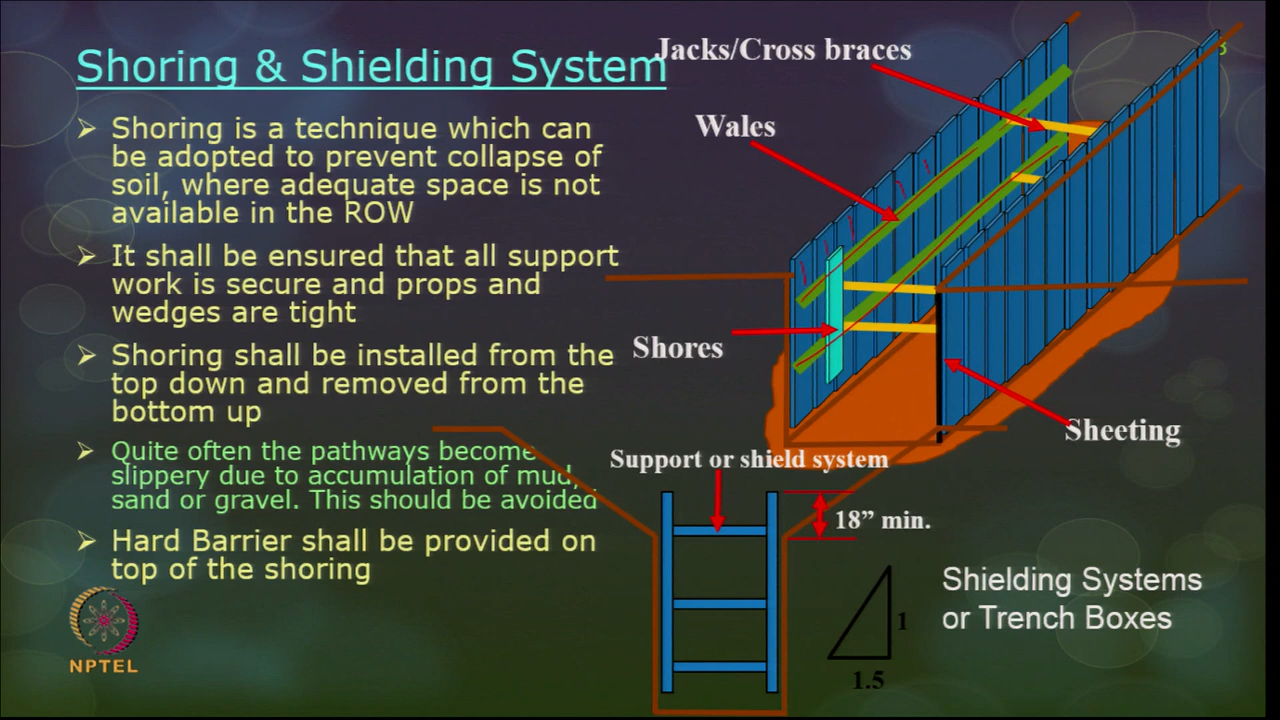 Shoring & Shielding System
Shoring is a technique which can
be adopted to prevent collapse of
soil, where adequate space is not
available in the ROW
It shall be ensured that all support
work is secure and props and
wedges are tight
Shoring shall be installed from the
top down and removed from the
bottom up
Quite often the pathways become
slippery due to accumulation of mud,
sand or gravel. This should be avoided
Hard Barrier shall be provided on
top of the shoring
NPTEL
Jacks/Cross braces
Wales
Shores
Sheeting
Support or shield system
18” min.
1
1.5
Shielding Systems
or Trench Boxes